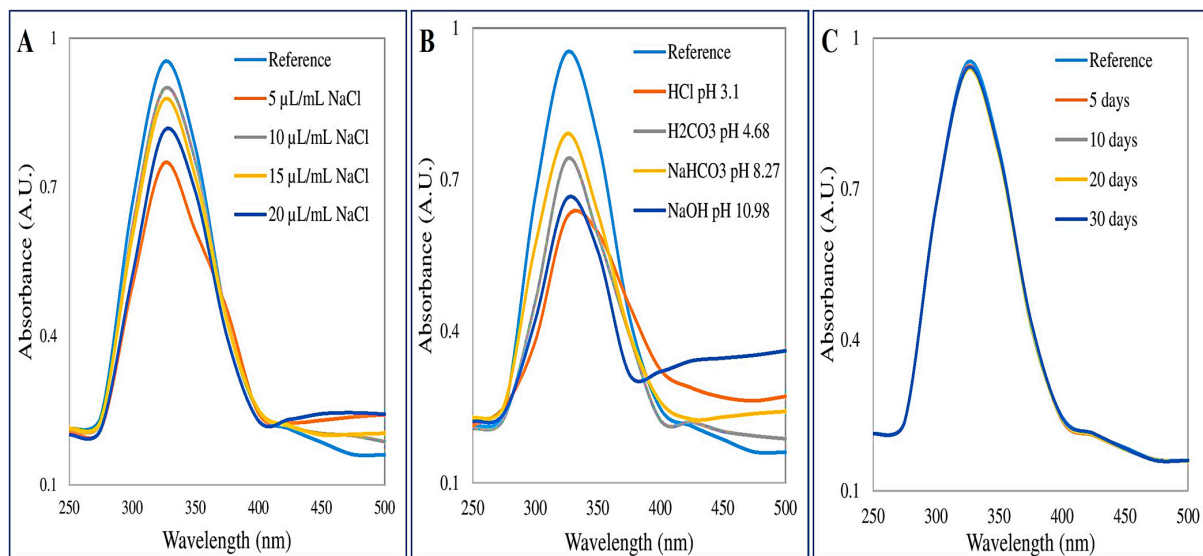 A
Reference
5 µL/mL NaCl
10 µL/mL NaCl
15 µL/mL NaCl
20 µL/mL NaCl
1
0.7
0.4
0.1
250 300 350 400 450 500
Absorbance (A.U.)
Wavelength (nm)
B
Reference
HCl pH 3.1
H2CO3 pH 4.68
NaHCO3 pH 8.27
NaOH pH 10.98
1
0.7
0.4
0.1
250 300 350 400 450 500
Absorbance (A.U.)
Wavelength (nm)
C
Reference
5 days
10 days
20 days
30 days
1
0.7
0.4
0.1
250 300 350 400 450 500
Absorbance (A.U.)
Wavelength (nm)